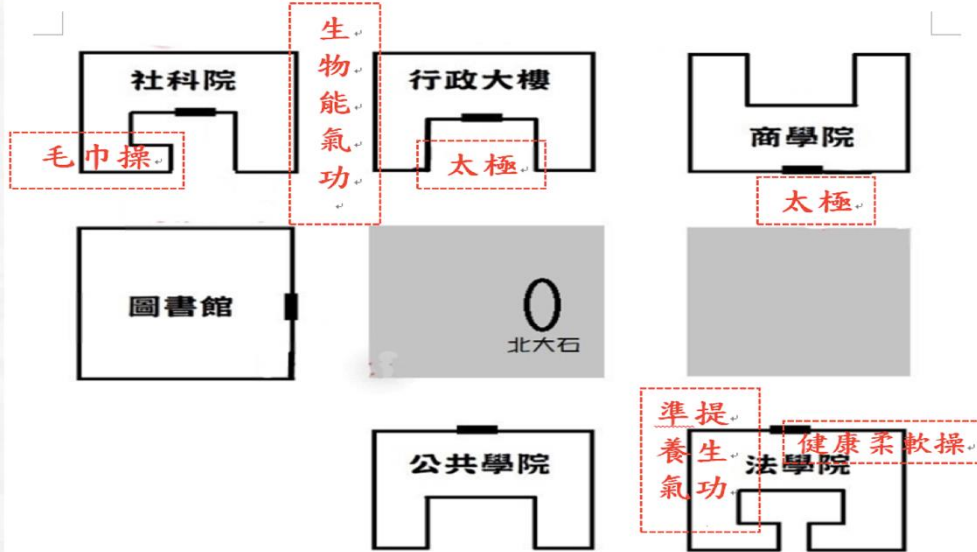 社科院
毛巾操
生
物
能
氣
功
行政大樓
太極
商學院
太極
圖書館
北大石
公共學院
準提
養生
氣功
法學院
健康柔軟操